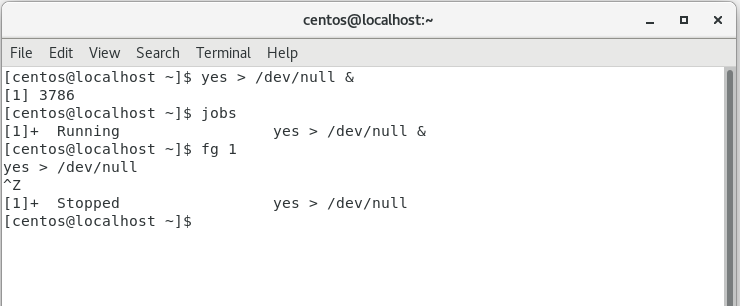 centos@localhost:~
File Edit View Search Terminal Help
[centos@localhost ~]$ yes > /dev/null &
[1] 3786
[centos@localhost ~]$ jobs
[1]+  Running                 yes > /dev/null &
[centos@localhost ~]$ fg 1
yes > /dev/null
^Z
[1]+  Stopped                 yes > /dev/null
[centos@localhost ~]$